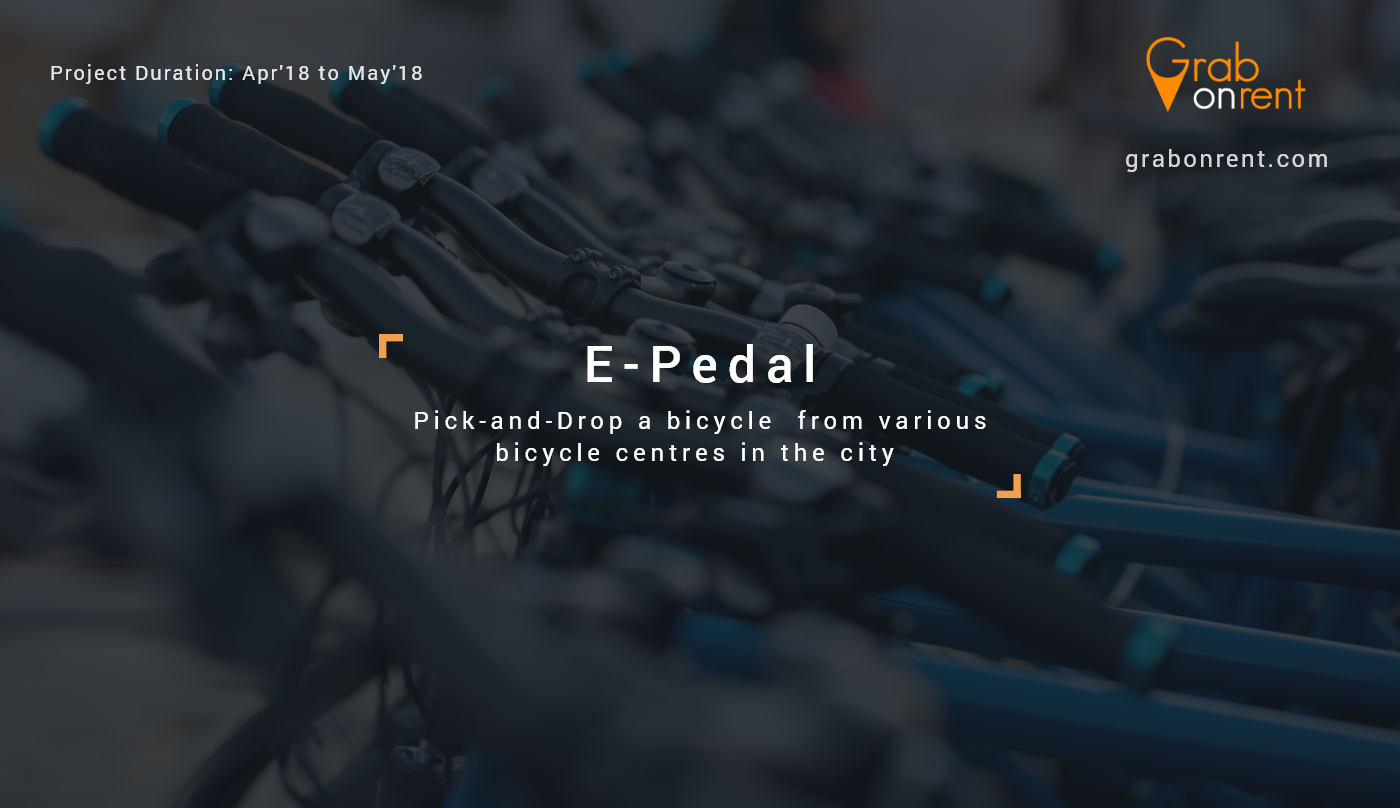 Project Duration: Apr'18 to May'18
Grab
onrent
grabonrent.com
E-Pedal
Pick-and-Drop a bicycle  from various
bicycle centres in the city